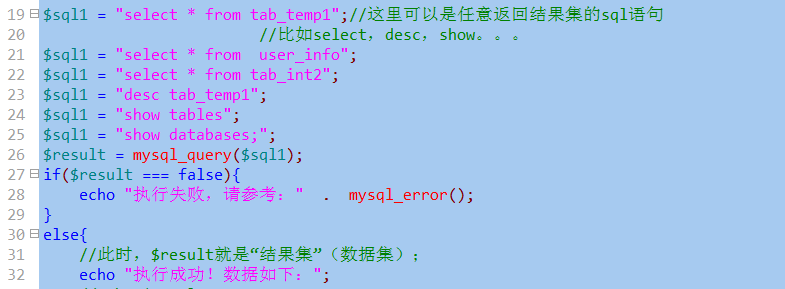 19 $sql1 = "select * from tab_temp1";//这里可以是任意返回结果集的sql语句
20 //比如select，desc，show。。。
21 $sql1 = "select * from  user_info";
22 $sql1 = "select * from tab_int2";
23 $sql1 = "desc tab_temp1";
24 $sql1 = "show tables";
25 $sql1 = "show databases;";
26 $result = mysql_query($sql1);
27 if($result === false){
28 echo "执行失败，请参考："  .  mysql_error();
29 }
30 else{
31 //此时，$result就是“结果集”（数据集）；
32 echo "执行成功！数据如下：";